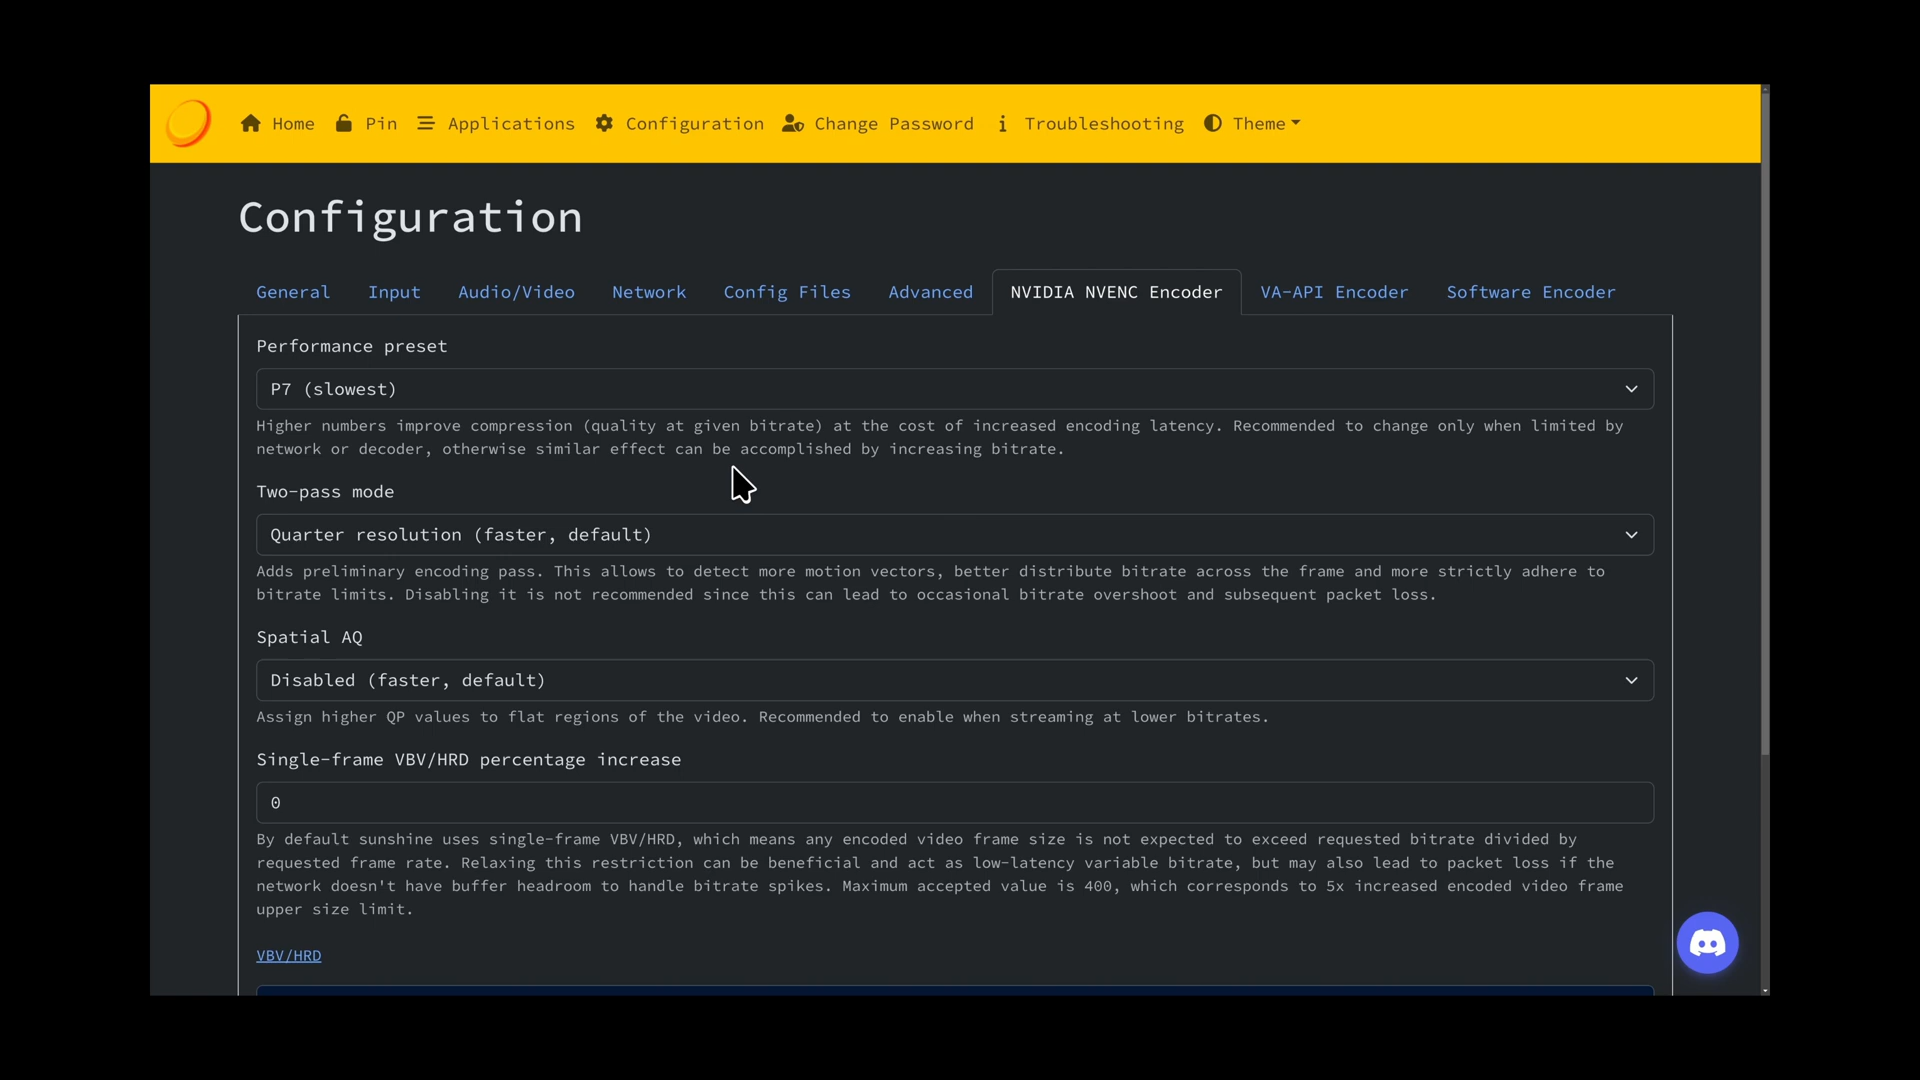 Home Pin Applications Configuration Change Password Troubleshooting Theme
Configuration
General Input Audio/Video Network Config Files Advanced NVIDIA NVENC Encoder VA-API Encoder Software Encoder
Performance preset
P7 (slowest)
Higher numbers improve compression (quality at given bitrate) at the cost of increased encoding latency. Recommended to change only when limited by
network or decoder, otherwise similar effect can be accomplished by increasing bitrate.
Two-pass mode
Quarter resolution (faster, default)
Adds preliminary encoding pass. This allows to detect more motion vectors, better distribute bitrate across the frame and more strictly adhere to
bitrate limits. Disabling it is not recommended since this can lead to occasional bitrate overshoot and subsequent packet loss.
Spatial AQ
Disabled (faster, default)
Assign higher QP values to flat regions of the video. Recommended to enable when streaming at lower bitrates.
Single-frame VBV/HRD percentage increase
0
By default sunshine uses single-frame VBV/HRD, which means any encoded video frame size is not expected to exceed requested bitrate divided by
requested frame rate. Relaxing this restriction can be beneficial and act as low-latency variable bitrate, but may also lead to packet loss if the
network doesn't have buffer headroom to handle bitrate spikes. Maximum accepted value is 400, which corresponds to 5x increased encoded video frame
upper size limit.
VBV/HRD